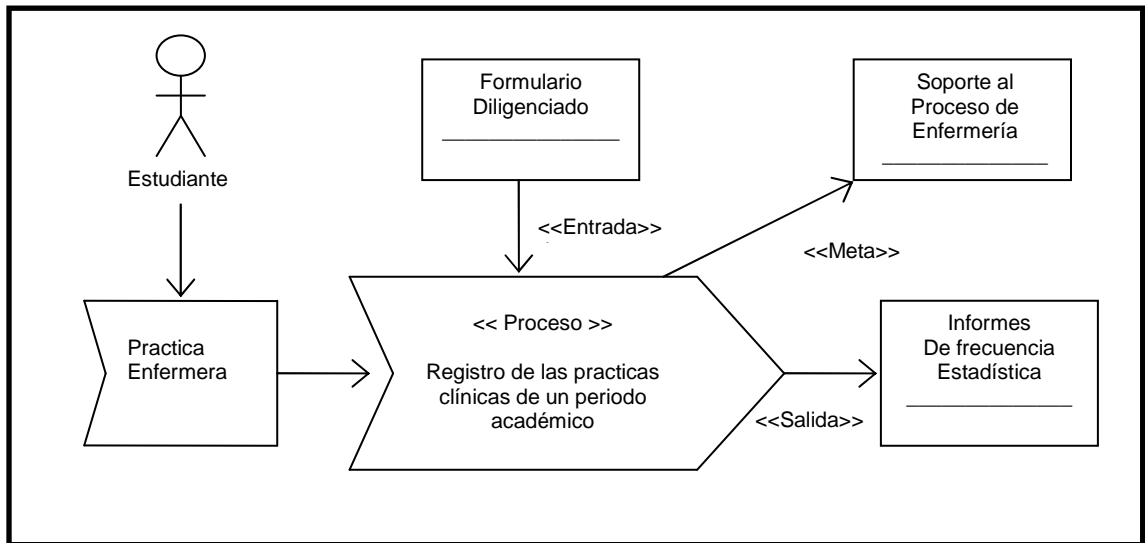 Formulario
Diligenciado
Soporte al
Proceso de
Enfermería
Estudiante
<<Entrada>>
<<Meta>>
Practica
Enfermera
<< Proceso >>
Registro de las practicas
clínicas de un periodo
académico
Informes
De frecuencia
Estadística
<<Salida>>